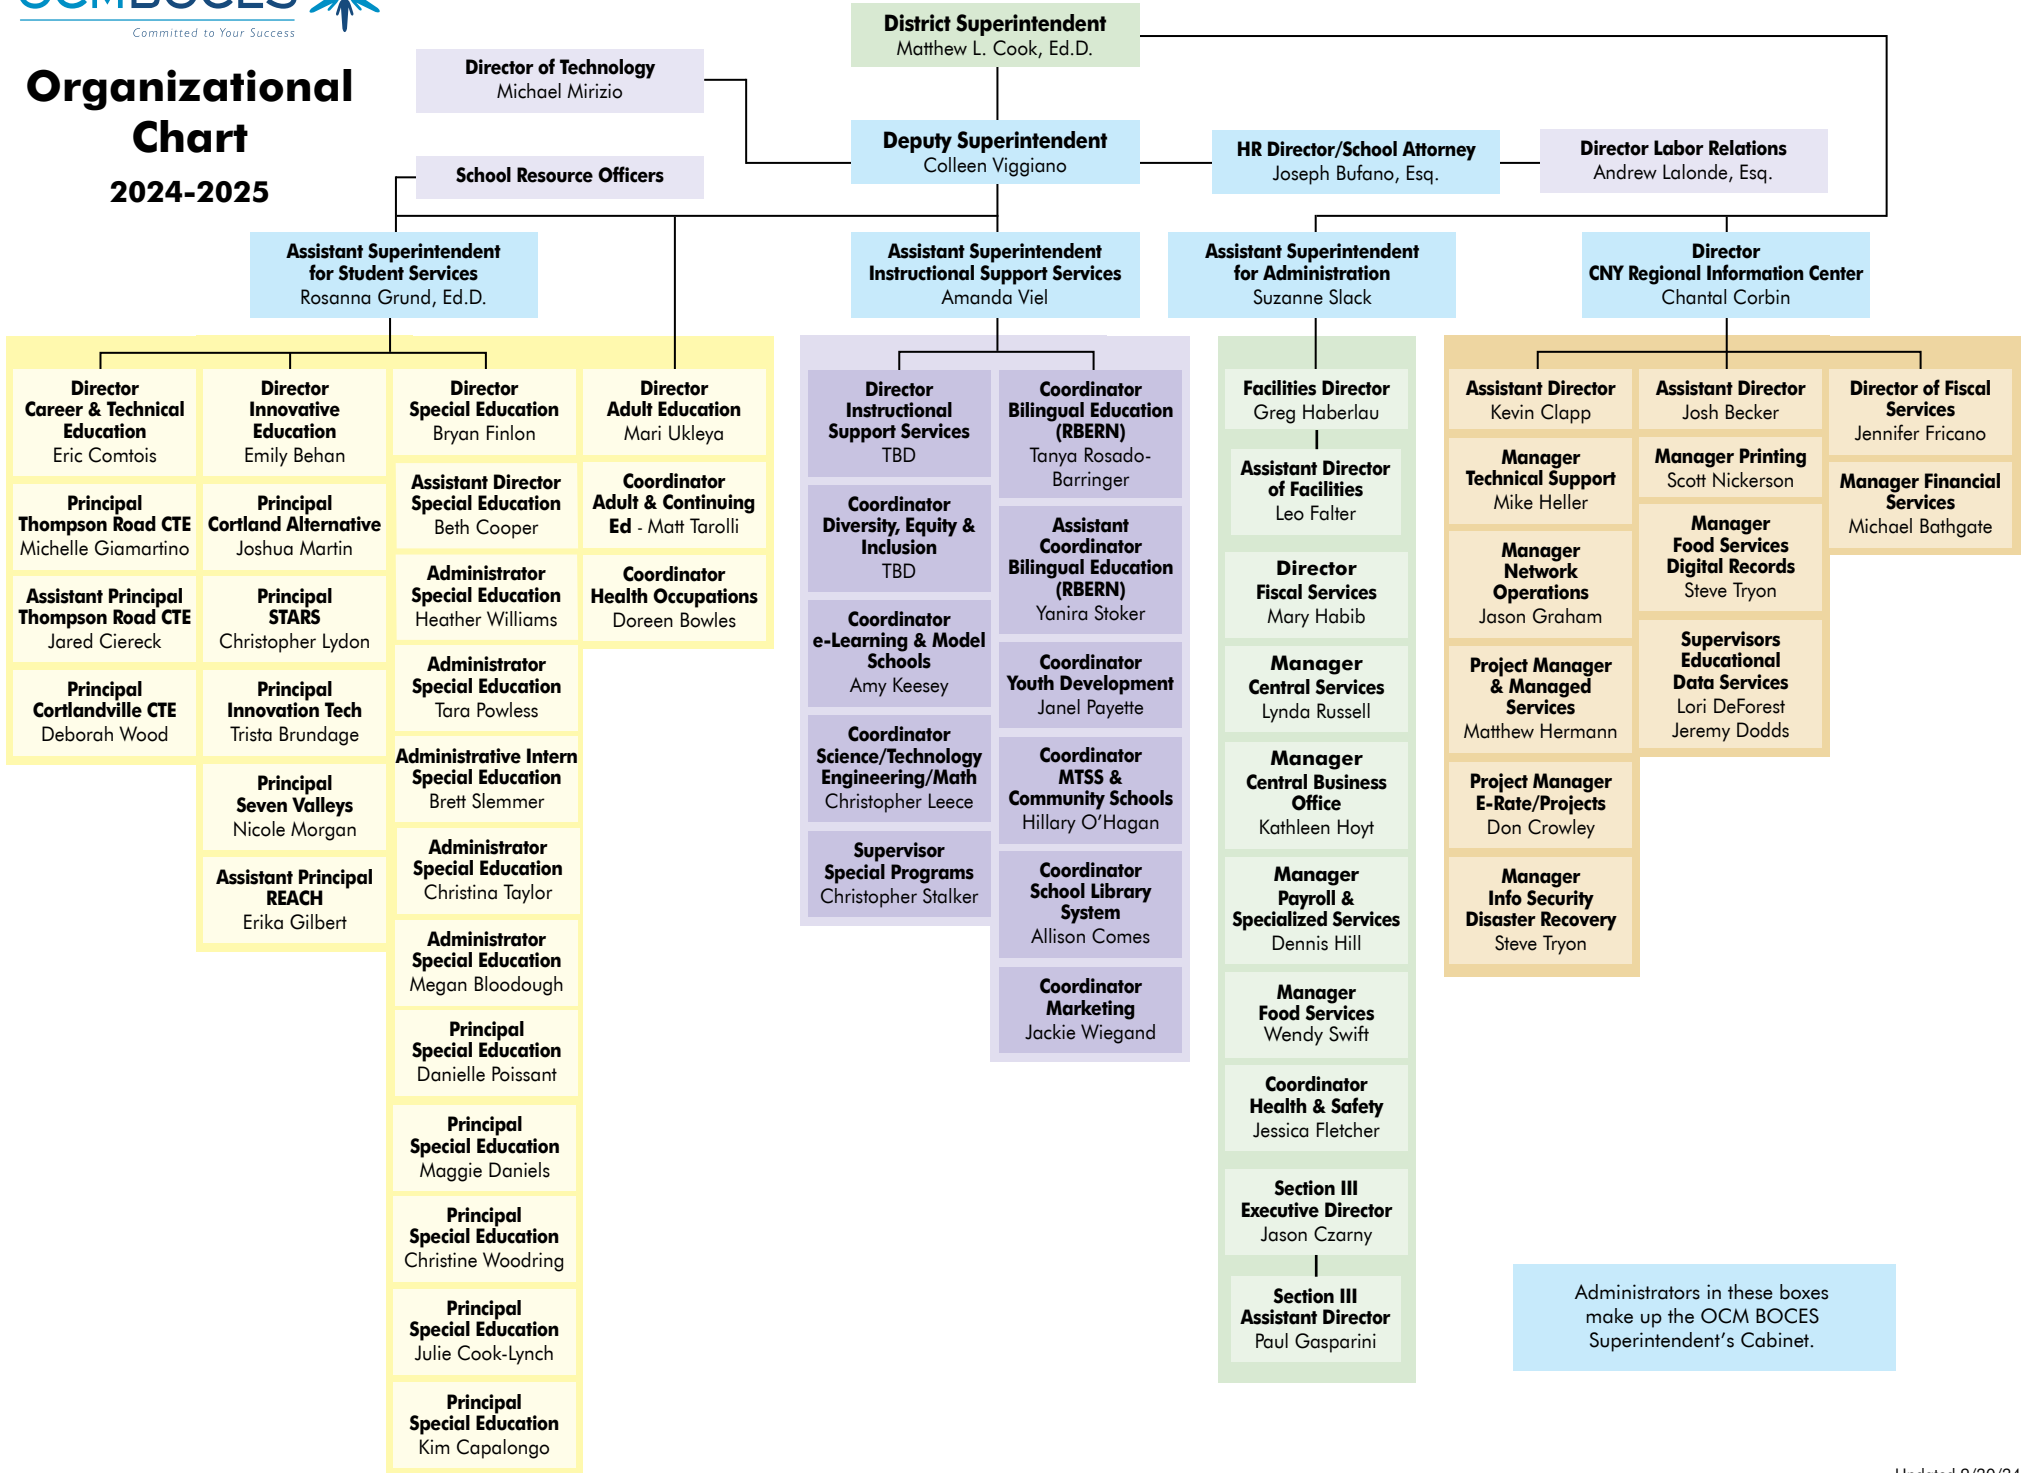 OCMBOCES
Committed to Your Success
Organizational
Chart
2024-2025
District Superintendent
Matthew L. Cook, Ed.D.
Director of Technology
Michael Mirizio
Deputy Superintendent
Colleen Viggiano
HR Director/School Attorney
Joseph Bufano, Esq.
Director Labor Relations
Andrew Lalonde, Esq.
School Resource Officers
Assistant Superintendent
for Student Services
Rosanna Grund, Ed.D.
Assistant Superintendent
Instructional Support Services
Amanda Viel
Assistant Superintendent
for Administration
Suzanne Slack
Director
CNY Regional Information Center
Chantal Corbin
Director
Career & Technical
Education
Eric Comtois
Principal
Thompson Road CTE
Michelle Giamartino
Assistant Principal
Thompson Road CTE
Jared Ciereck
Principal
Cortlandville CTE
Deborah Wood
Director
Innovative
Education
Emily Behan
Principal
Cortland Alternative
Joshua Martin
Principal
STARS
Christopher Lydon
Principal
Innovation Tech
Trista Brundage
Principal
Seven Valleys
Nicole Morgan
Assistant Principal
REACH
Erika Gilbert
Director
Special Education
Bryan Finlon
Assistant Director
Special Education
Beth Cooper
Administrator
Special Education
Heather Williams
Administrator
Special Education
Tara Powless
Administrative Intern
Special Education
Brett Slemmer
Administrator
Special Education
Christina Taylor
Administrator
Special Education
Megan Bloodough
Principal
Special Education
Danielle Poissant
Principal
Special Education
Maggie Daniels
Principal
Special Education
Christine Woodring
Principal
Special Education
Julie Cook-Lynch
Principal
Special Education
Kim Capalongo
Director
Adult Education
Mari Ukleya
Coordinator
Adult & Continuing
Ed - Matt Tarolli
Coordinator
Health Occupations
Doreen Bowles
Director
Instructional
Support Services
TBD
Coordinator
Diversity, Equity &
Inclusion
TBD
Coordinator
e-Learning & Model
Schools
Amy Keesey
Coordinator
Science/Technology
Engineering/Math
Christopher Leece
Supervisor
Special Programs
Christopher Stalker
Coordinator
Bilingual Education
(RBERN)
Tanya Rosado-
Barringer
Assistant
Coordinator
Bilingual Education
(RBERN)
Yanira Stoker
Coordinator
Youth Development
Janel Payette
Coordinator
MTSS &
Community Schools
Hillary O'Hagan
Coordinator
School Library
System
Allison Comes
Coordinator
Marketing
Jackie Wiegand
Facilities Director
Greg Haberlau
Assistant Director
of Facilities
Leo Falter
Director
Fiscal Services
Mary Habib
Manager
Central Services
Lynda Russell
Manager
Central Business
Office
Kathleen Hoyt
Manager
Payroll &
Specialized Services
Dennis Hill
Manager
Food Services
Wendy Swift
Coordinator
Health & Safety
Jessica Fletcher
Section III
Executive Director
Jason Czarny
Section III
Assistant Director
Paul Gasparini
Assistant Director
Kevin Clapp
Manager
Technical Support
Mike Heller
Manager
Network
Operations
Jason Graham
Project Manager
& Managed
Services
Matthew Hermann
Project Manager
E-Rate/Projects
Don Crowley
Manager
Info Security
Disaster Recovery
Steve Tryon
Assistant Director
Josh Becker
Manager Printing
Scott Nickerson
Manager
Food Services
Digital Records
Steve Tryon
Supervisors
Educational
Data Services
Lori DeForest
Jeremy Dodds
Director of Fiscal
Services
Jennifer Fricano
Manager Financial
Services
Michael Bathgate
Administrators in these boxes
make up the OCM BOCES
Superintendent's Cabinet.